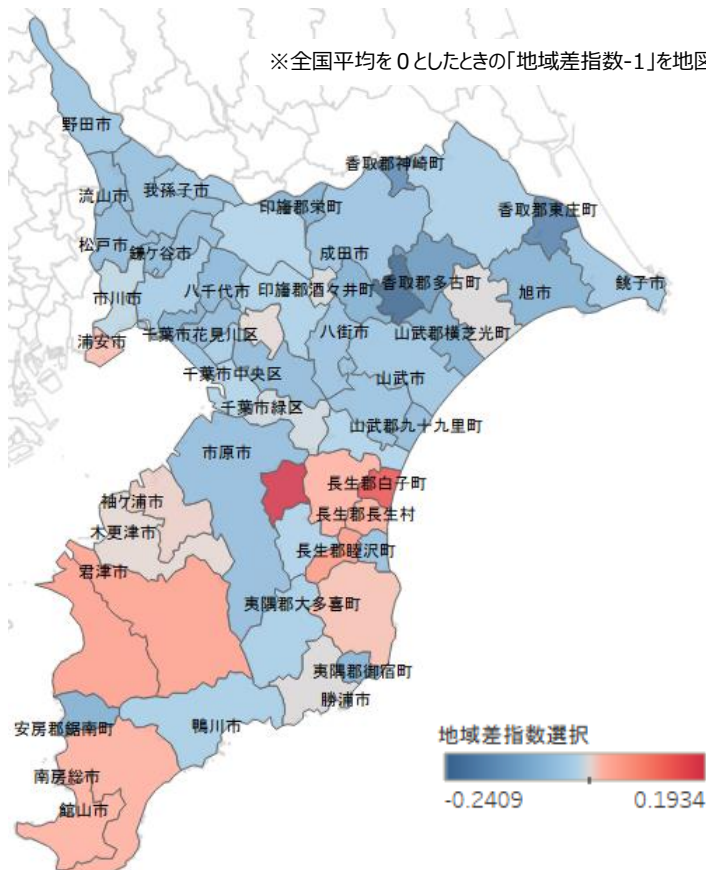 ※全国平均を０としたときの「地域差指数-1」を地図
野田市
香取郡神崎町
流山市
我孫子市
印旛郡栄町
香取郡東庄町
松戸市
鎌ケ谷市
成田市
市川市
八千代市
印旛郡酒々井町
香取郡多古町
旭市
銚子市
浦安市
千葉市花見川区
八街市
山武郡横芝光町
千葉市中央区
山武市
千葉市緑区
山武郡九十九里町
市原市
長生郡白子町
袖ケ浦市
長生郡長生村
木更津市
長生郡睦沢町
君津市
夷隅郡大多喜町
夷隅郡御宿町
勝浦市
安房郡鋸南町
鴨川市
南房総市
館山市
地域差指数選択
-0.2409
0.1934